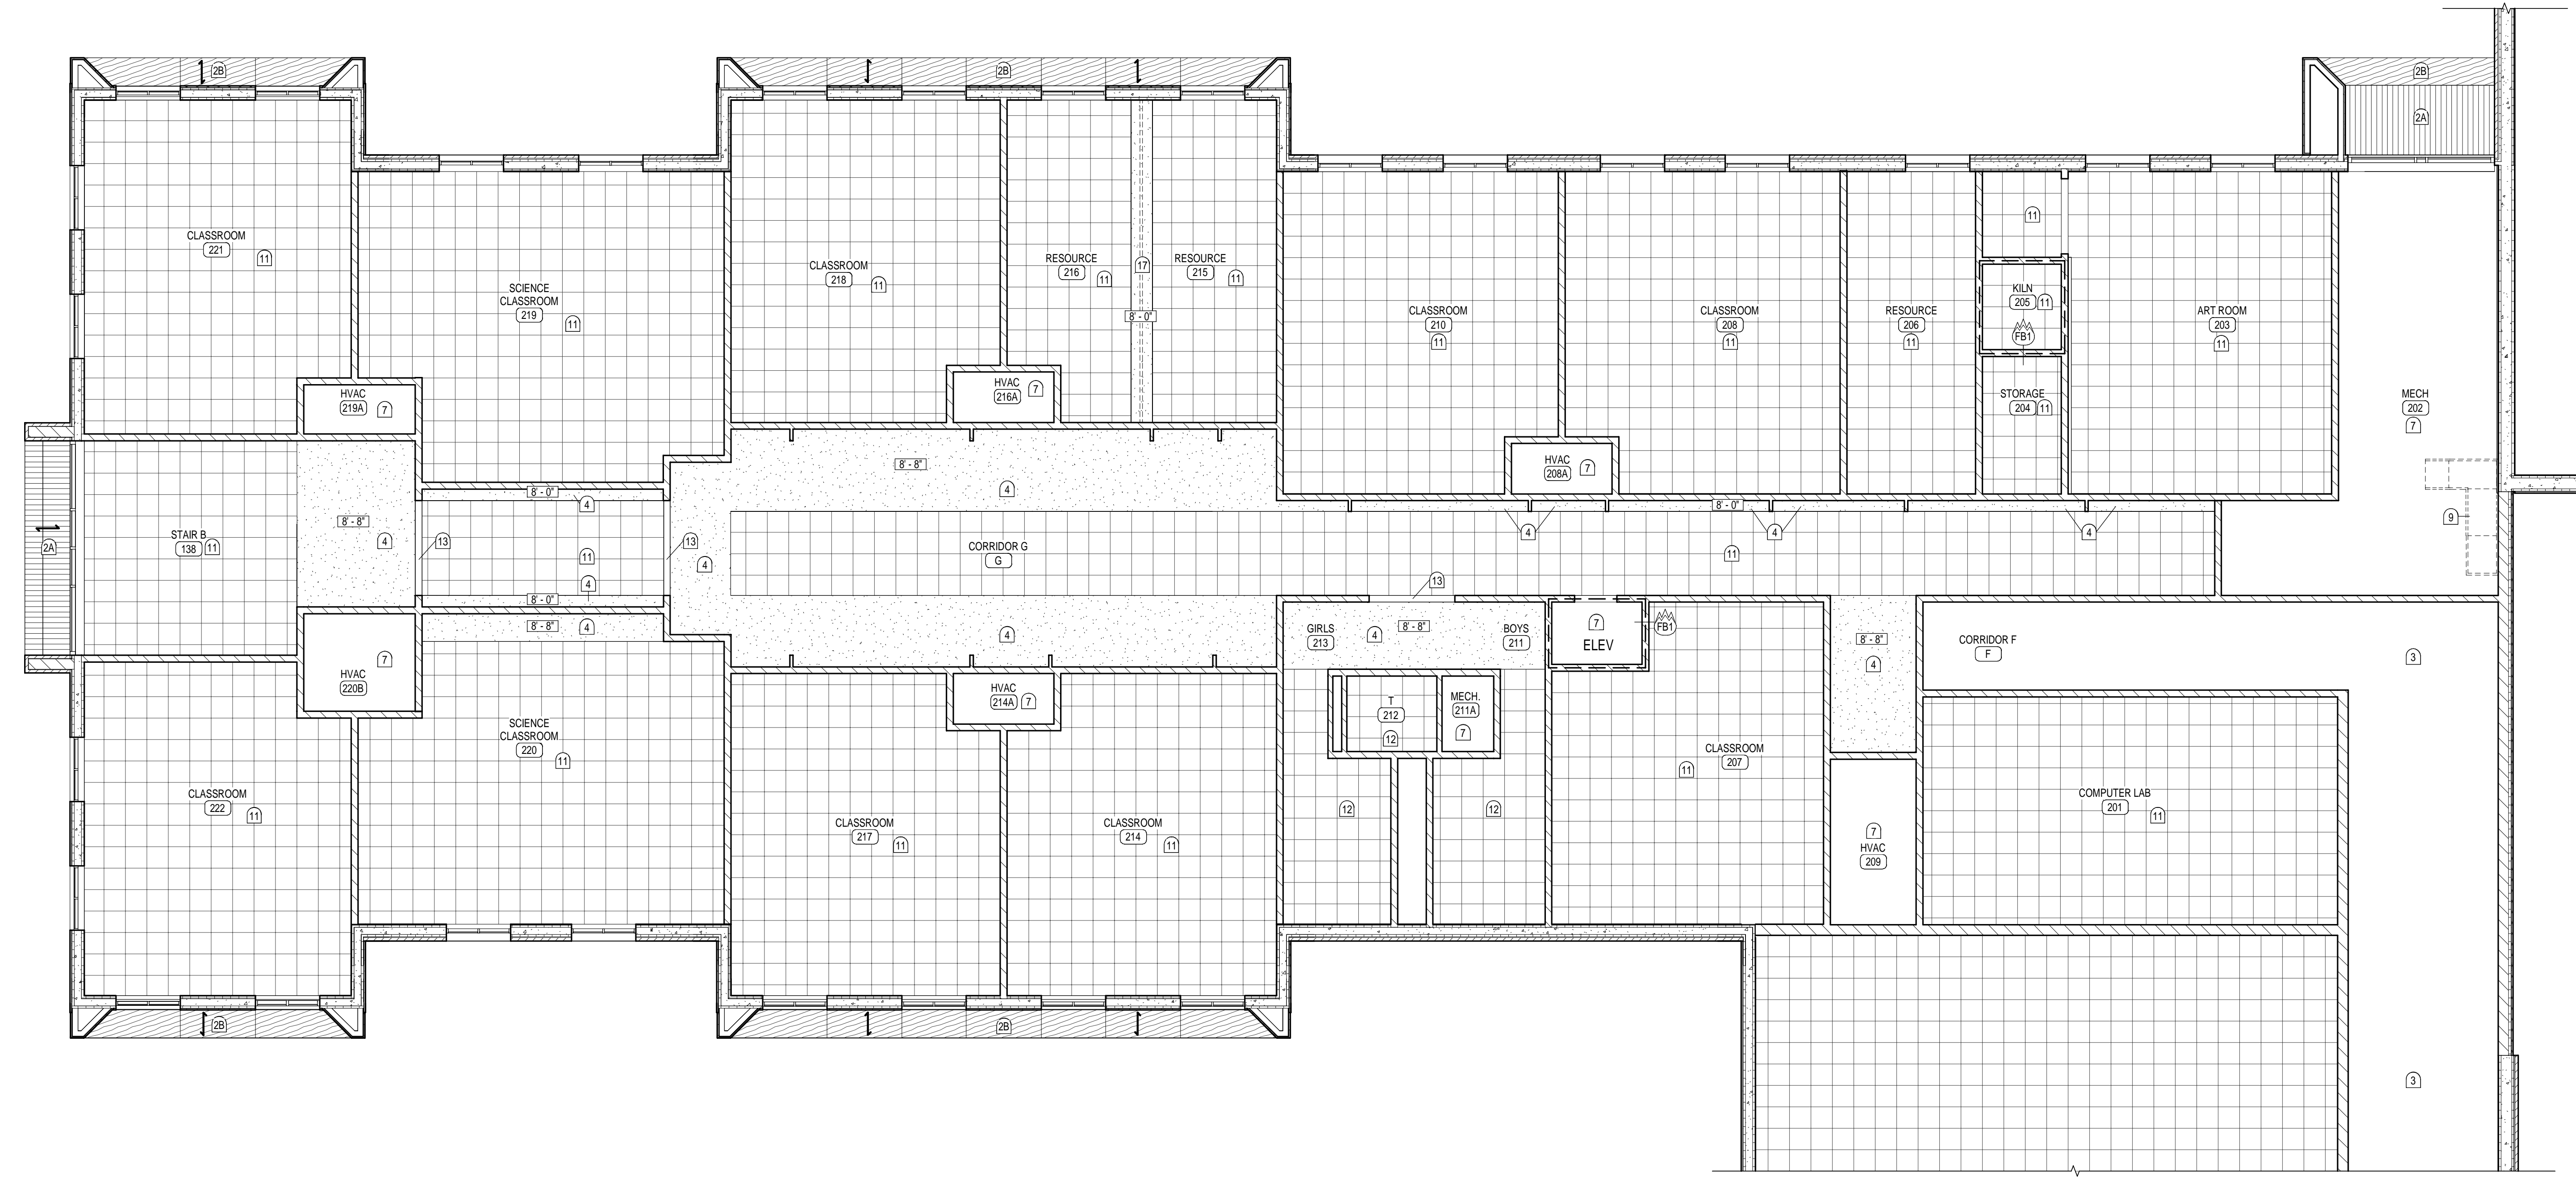 2B
2B
2B
2A
CLASSROOM
221
11
SCIENCE
CLASSROOM
219
11
CLASSROOM
218
11
RESOURCE
216
11
17
RESOURCE
215
11
8' - 0"
CLASSROOM
210
11
CLASSROOM
208
11
RESOURCE
206
11
11
KILN
205
11
FB1
STORAGE
204
11
ART ROOM
203
11
MECH
202
7
HVAC
219A
7
HVAC
216A
7
HVAC
208A
7
8' - 8"
4
8' - 0"
4
8' - 0"
4
4
4
9
2A
STAIR B
138
11
8' - 8"
4
13
11
4
8' - 0"
13
4
CORRIDOR G
G
11
13
8' - 8"
4
4
GIRLS
213
4
8' - 8"
BOYS
211
7
ELEV
FB1
8' - 8"
4
CORRIDOR F
F
3
HVAC
220B
7
HVAC
214A
7
T
212
12
MECH.
211A
7
SCIENCE
CLASSROOM
220
11
CLASSROOM
207
11
CLASSROOM
222
11
CLASSROOM
217
11
CLASSROOM
214
11
12
12
7
HVAC
209
COMPUTER LAB
201
11
2B
2B
3